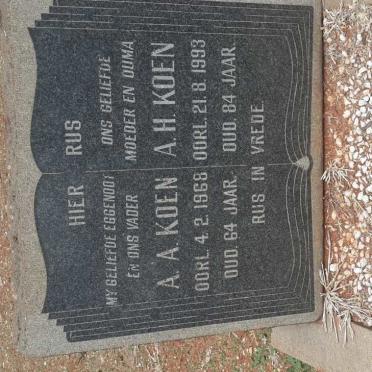 HIER RUS
MY GELIEFDE EGGENOOT
EN ONS VADER
A. A. KOEN
OORL. 4. 2. 1968
OUD 64 JAAR.
ONS GELIEFDE
MOEDER EN OUMA
A. H. KOEN
OORL. 21. 8. 1993
OUD 84 JAAR.
RUS IN VREDE.